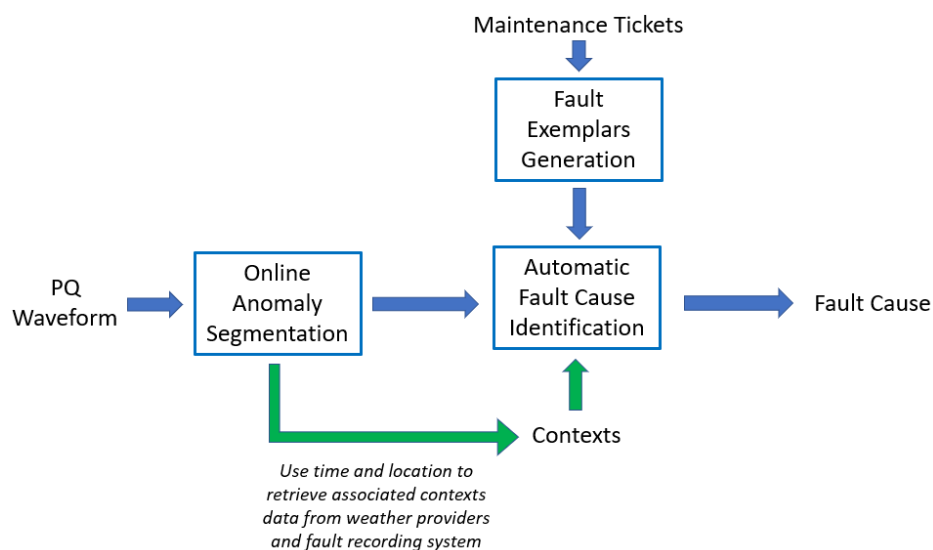 Maintenance Tickets
Fault
Exemplars
Generation
PQ
Waveform
Online
Anomaly
Segmentation
Automatic
Fault Cause
Identification
Fault Cause
Contexts
Use time and location to
retrieve associated contexts
data from weather providers
and fault recording system